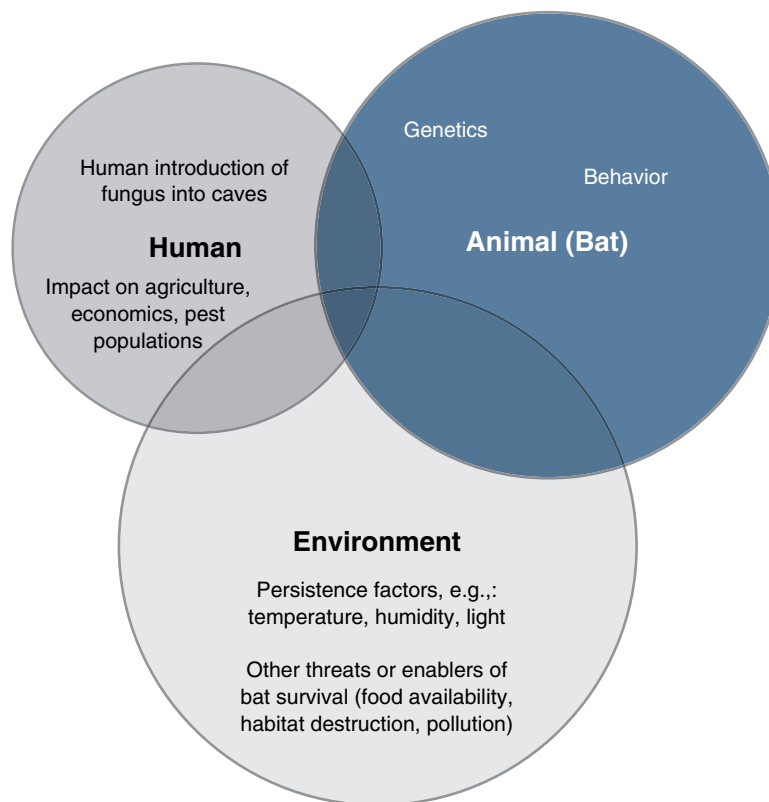 Genetics
Human introduction of
fungus into caves
Behavior
Human
Animal (Bat)
Impact on agriculture,
economics, pest
populations
Environment
Persistence factors, e.g.,:
temperature, humidity, light
Other threats or enablers of
bat survival (food availability,
habitat destruction, pollution)